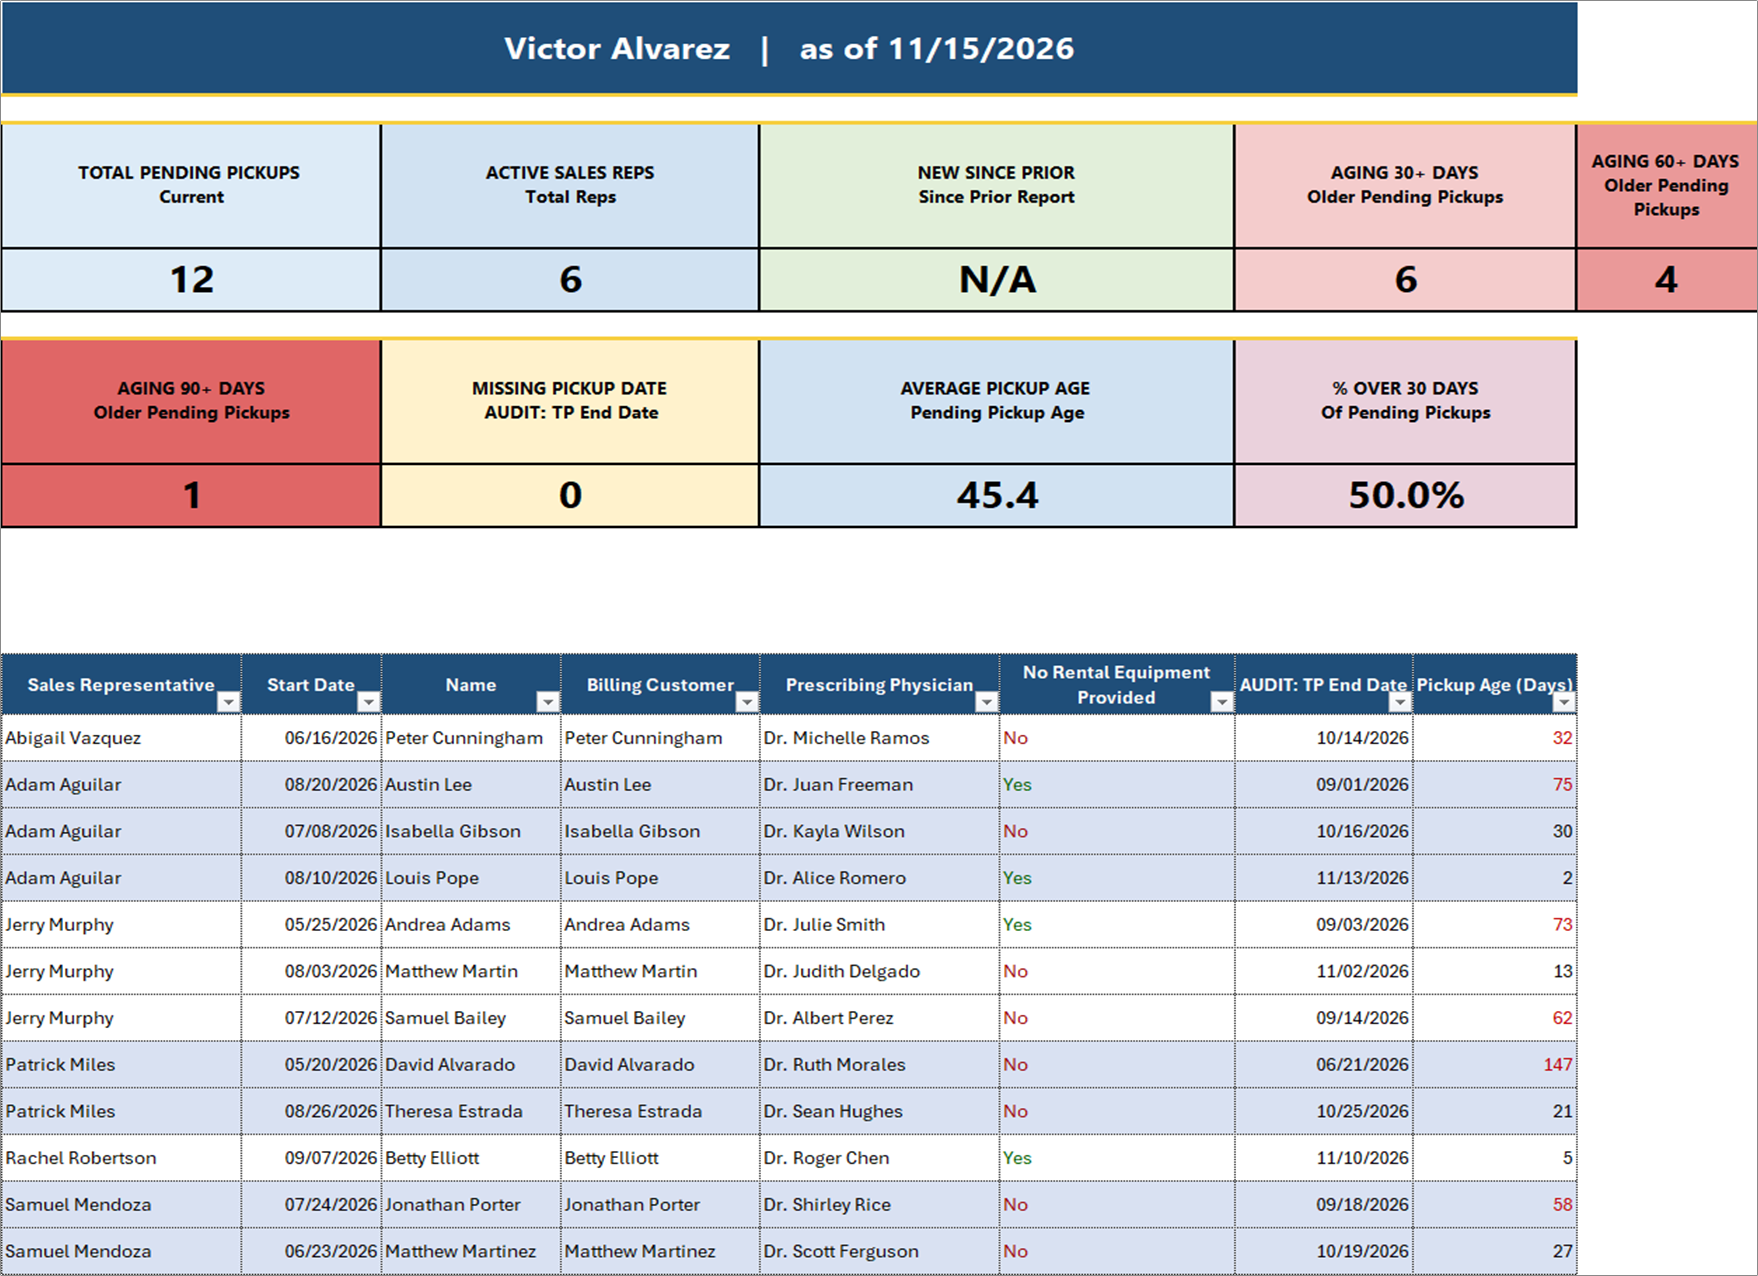 Victor Alvarez | as of 11/15/2026
TOTAL PENDING PICKUPS
Current
12
ACTIVE SALES REPS
Total Reps
6
NEW SINCE PRIOR
Since Prior Report
N/A
AGING 30+ DAYS
Older Pending Pickups
6
AGING 60+ DAYS
Older Pending
Pickups
4
AGING 90+ DAYS
Older Pending Pickups
1
MISSING PICKUP DATE
AUDIT: TP End Date
0
AVERAGE PICKUP AGE
Pending Pickup Age
45.4
% OVER 30 DAYS
Of Pending Pickups
50.0%
Sales Representative Start Date Name Billing Customer Prescribing Physician No Rental Equipment Provided AUDIT: TP End Date Pickup Age (Days)
Abigail Vazquez 06/16/2026 Peter Cunningham Peter Cunningham Dr. Michelle Ramos No 10/14/2026 32
Adam Aguilar 08/20/2026 Austin Lee Austin Lee Dr. Juan Freeman Yes 09/01/2026 75
Adam Aguilar 07/08/2026 Isabella Gibson Isabella Gibson Dr. Kayla Wilson No 10/16/2026 30
Adam Aguilar 08/10/2026 Louis Pope Louis Pope Dr. Alice Romero Yes 11/13/2026 2
Jerry Murphy 05/25/2026 Andrea Adams Andrea Adams Dr. Julie Smith Yes 09/03/2026 73
Jerry Murphy 08/03/2026 Matthew Martin Matthew Martin Dr. Judith Delgado No 11/02/2026 13
Jerry Murphy 07/12/2026 Samuel Bailey Samuel Bailey Dr. Albert Perez No 09/14/2026 62
Patrick Miles 05/20/2026 David Alvarado David Alvarado Dr. Ruth Morales No 06/21/2026 147
Patrick Miles 08/26/2026 Theresa Estrada Theresa Estrada Dr. Sean Hughes No 10/25/2026 21
Rachel Robertson 09/07/2026 Betty Elliott Betty Elliott Dr. Roger Chen Yes 11/10/2026 5
Samuel Mendoza 07/24/2026 Jonathan Porter Jonathan Porter Dr. Shirley Rice No 09/18/2026 58
Samuel Mendoza 06/23/2026 Matthew Martinez Matthew Martinez Dr. Scott Ferguson No 10/19/2026 27